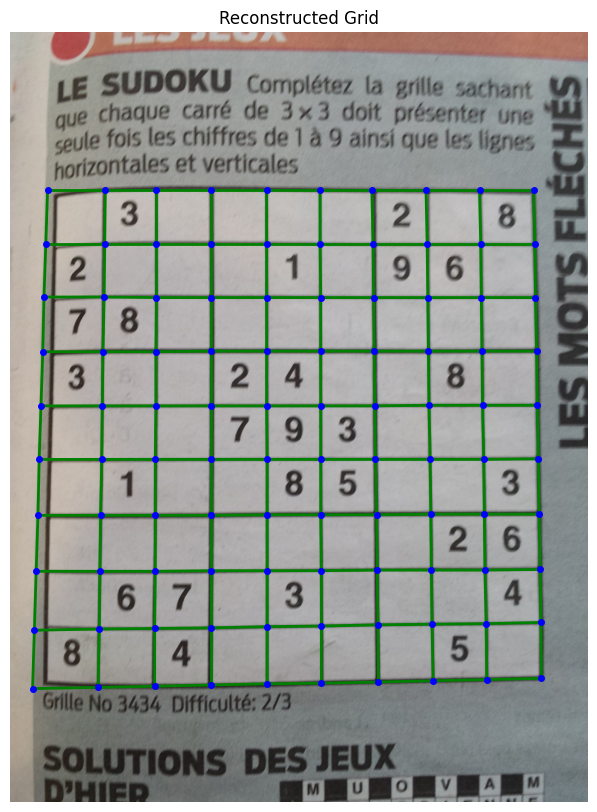 Reconstructed Grid
LES JEUX
LE SUDOKU Complétez la grille sachant
que chaque carré de 3 x 3 doit présenter une
seule fois les chiffres de 1 à 9 ainsi que les lignes
horizontales et verticales
LES MOTS FLÉCHÉS
3 2 8
2 1 9 6
7 8
3 2 4 8
7 9 3
1 8 5 3
2 6
6 7 3 4
8 4 5
Grille No 3434 Difficulté: 2/3
SOLUTIONS DES JEUX
D'HIER
M U O V A M